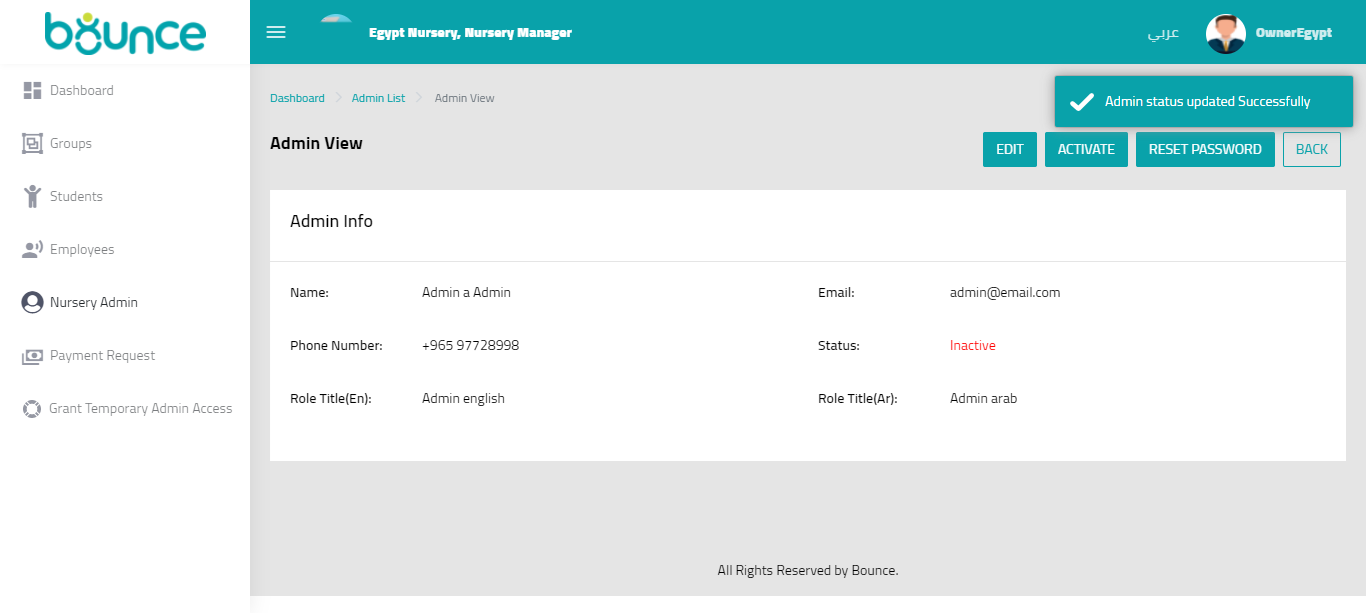 bounce
Egypt Nursery, Nursery Manager
عربي
OwnerEgypt
Dashboard
Groups
Students
Employees
Nursery Admin
Payment Request
Grant Temporary Admin Access
Dashboard Admin List Admin View
Admin status updated Successfully
Admin View
EDIT ACTIVATE RESET PASSWORD BACK
Admin Info
Name: Admin a Admin Email: admin@email.com
Phone Number: +965 97728998 Status: Inactive
Role Title(En): Admin english Role Title(Ar): Admin arab
All Rights Reserved by Bounce.